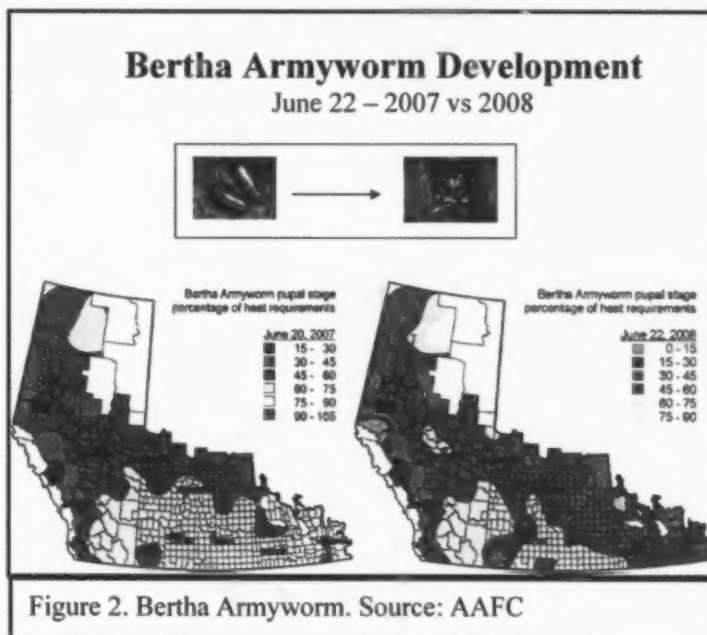 Bertha Armyworm Development
June 22 – 2007 vs 2008
Bertha Armyworm pupal stage
percentage of heat requirements
June 20, 2007
15 - 30
30 - 45
45 - 60
60 - 75
75 - 90
90 - 105
Bertha Armyworm pupal stage
percentage of heat requirements
June 22, 2008
0 - 15
15 - 30
30 - 45
45 - 60
60 - 75
75 - 90
Figure 2. Bertha Armyworm. Source: AAFC